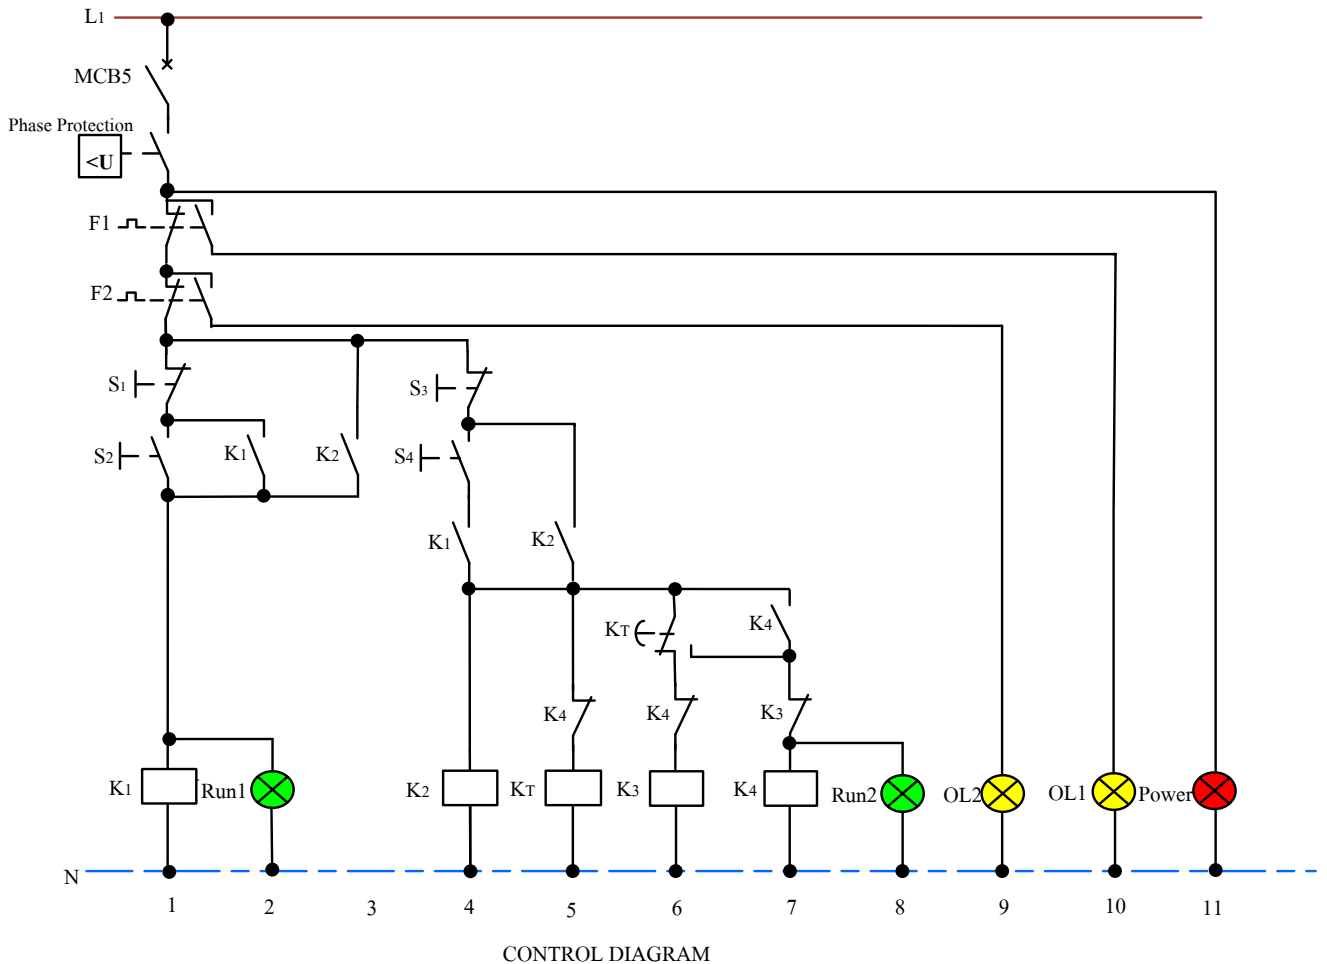 L1
MCB5
Phase Protection
<U
F1
F2
S1
S3
S2
K1
K2
S4
K1
K2
KT
K4
K4
K4
K3
K1
Run1
K2
KT
K3
K4
Run2
OL2
OL1
Power
N
1 2 3 4 5 6 7 8 9 10 11
CONTROL DIAGRAM